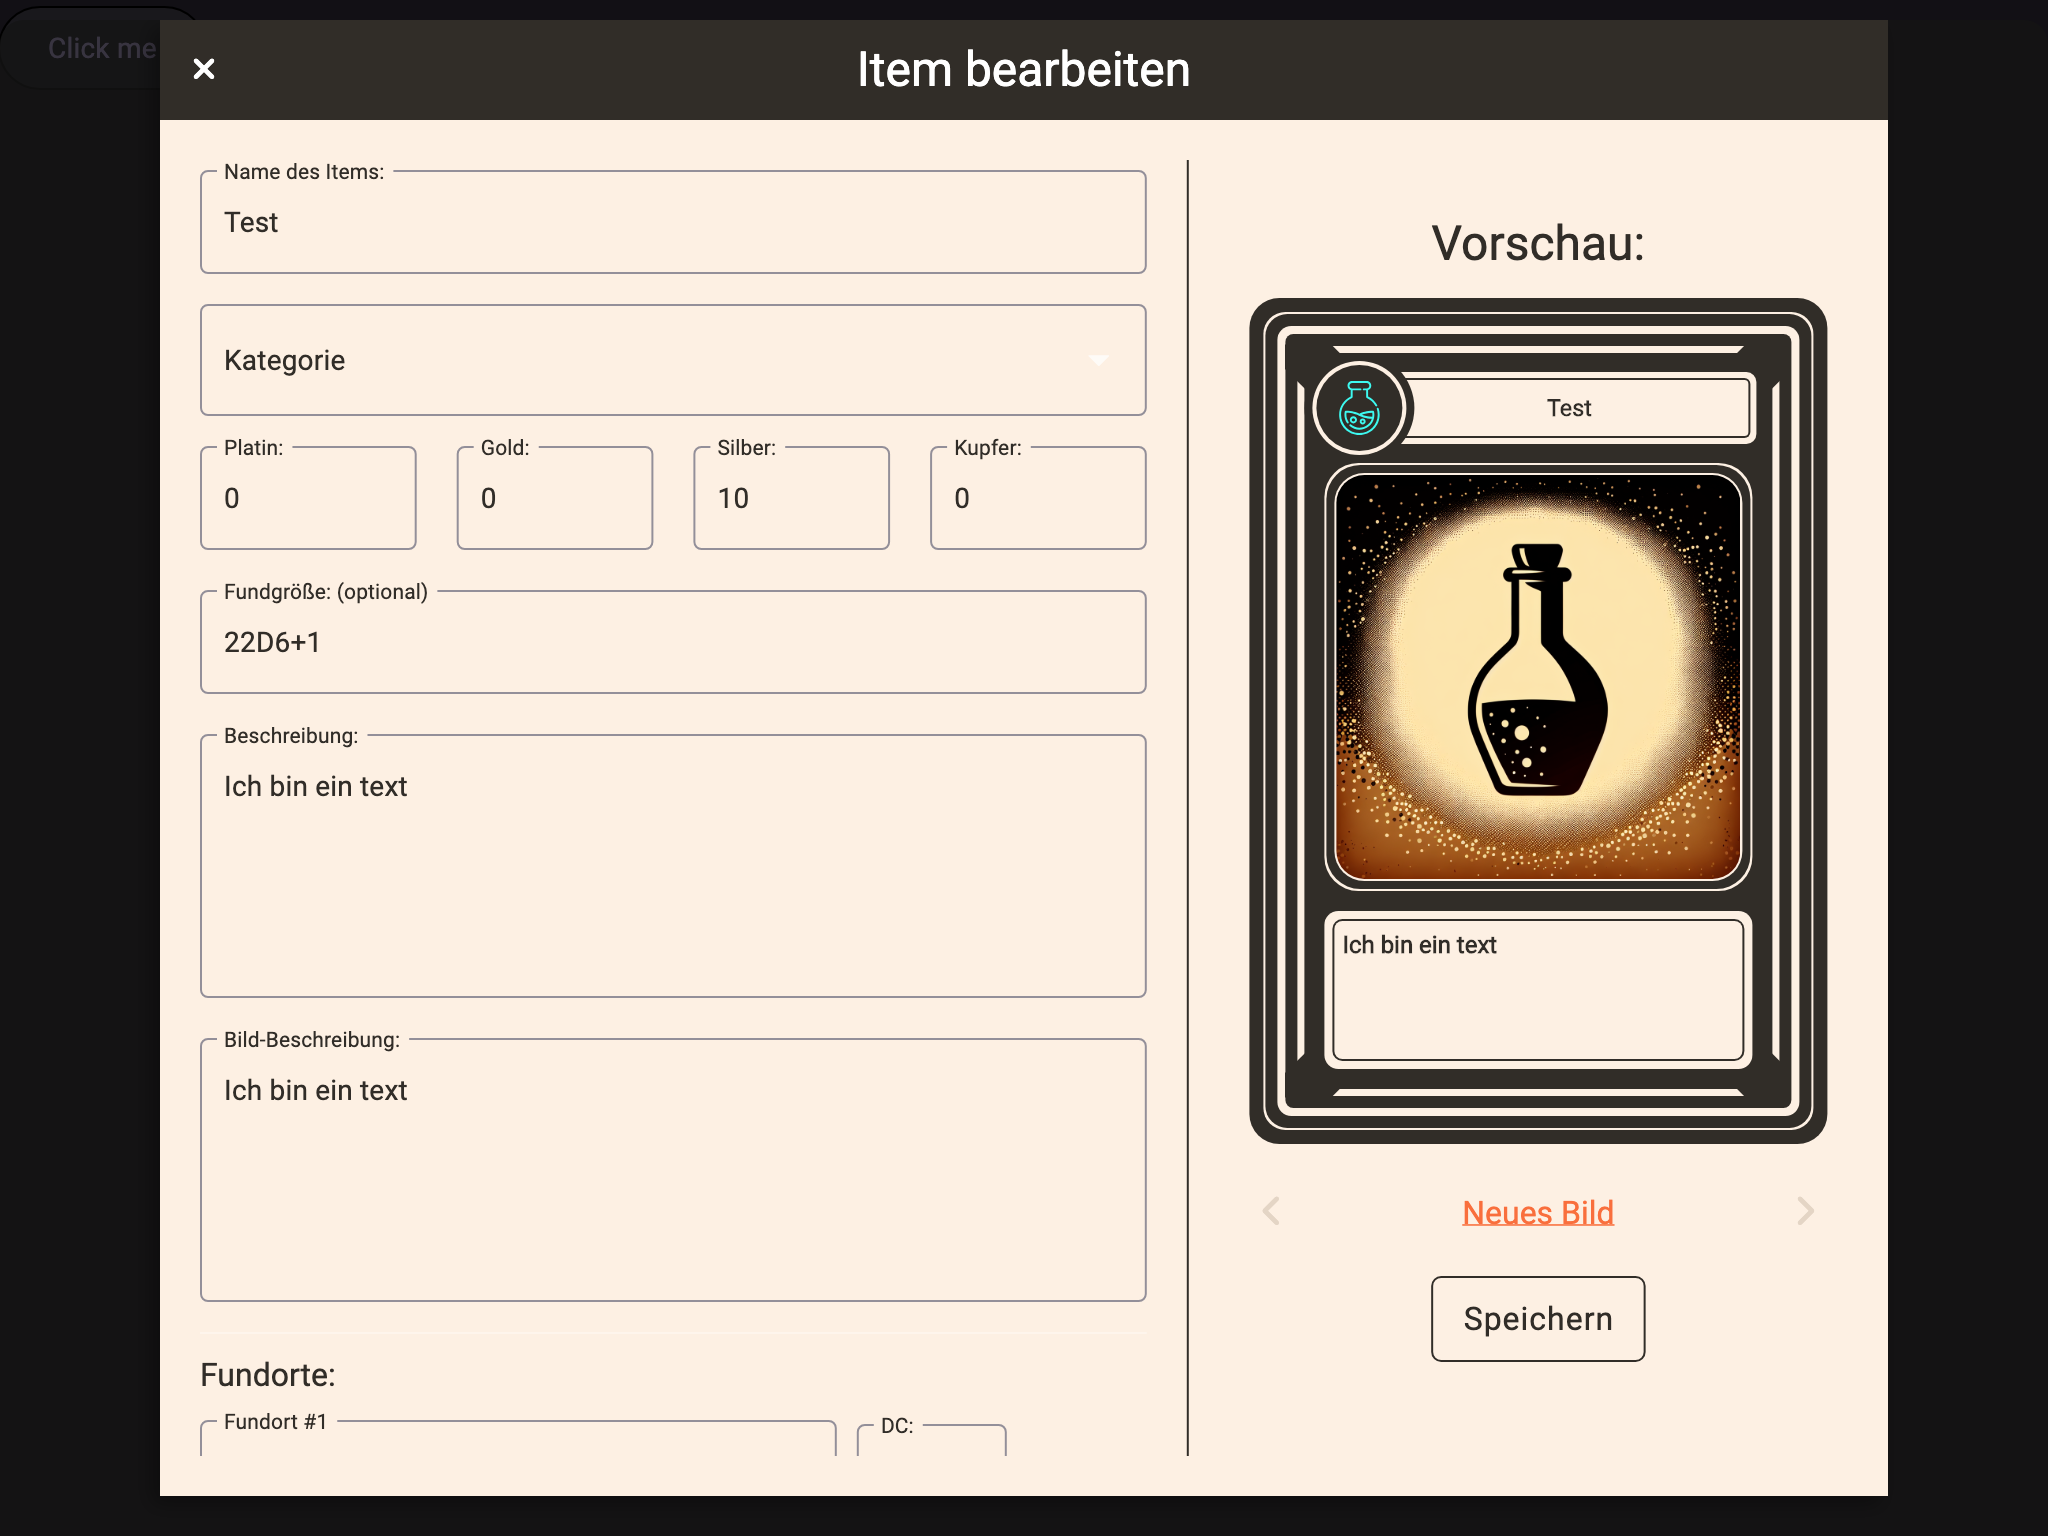 Click me
Item bearbeiten
Name des Items:
Test
Kategorie
Platin:
0
Gold:
0
Silber:
10
Kupfer:
0
Fundgröße: (optional)
22D6+1
Beschreibung:
Ich bin ein text
Bild-Beschreibung:
Ich bin ein text
Fundorte:
Fundort #1
DC:
Vorschau:
Test
Ich bin ein text
Neues Bild
Speichern